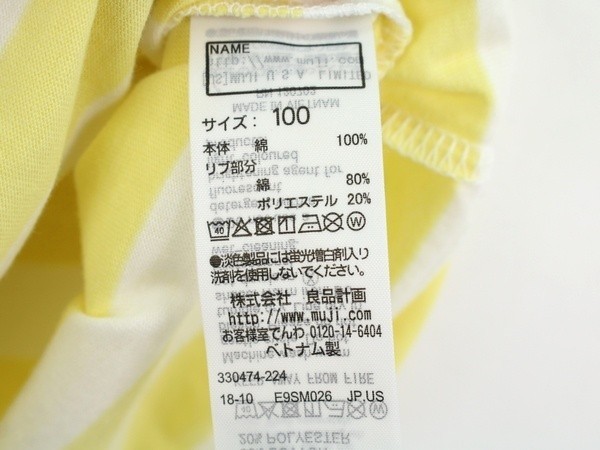 NAME
サイズ：100
本体 綿 100%
リブ部分
綿 80%
ポリエステル 20%
40 W
●淡色製品には蛍光増白剤入り
洗剤を使用しないでください。
株式会社 良品計画
http://www.muji.com
お客様室でんわ 0120-14-6404
ベトナム製
330474-224
18-10 E9SM026 JP,US